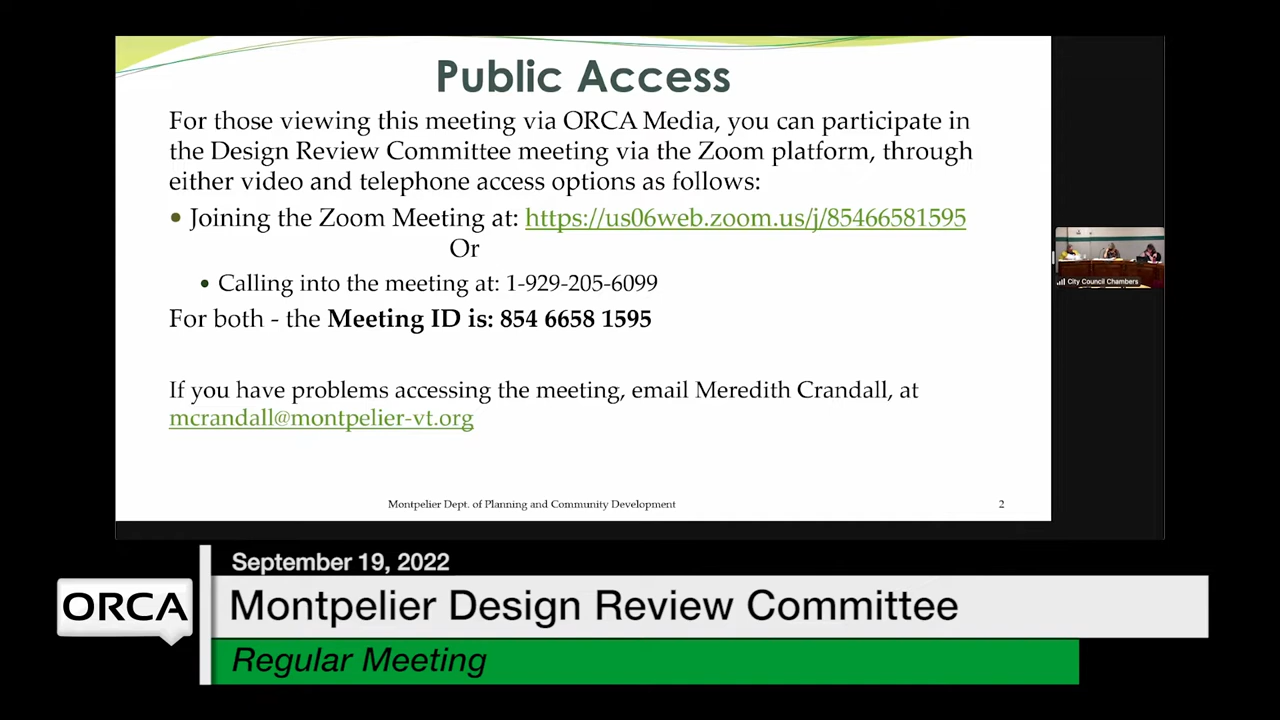 Public Access
For those viewing this meeting via ORCA Media, you can participate in
the Design Review Committee meeting via the Zoom platform, through
either video and telephone access options as follows:
• Joining the Zoom Meeting at: https://us06web.zoom.us/j/85466581595
Or
• Calling into the meeting at: 1-929-205-6099
For both - the Meeting ID is: 854 6658 1595
If you have problems accessing the meeting, email Meredith Crandall, at
mcrandall@montpelier-vt.org
Montpelier Dept. of Planning and Community Development
2
City Council Chambers
September 19, 2022
ORCA
Montpelier Design Review Committee
Regular Meeting